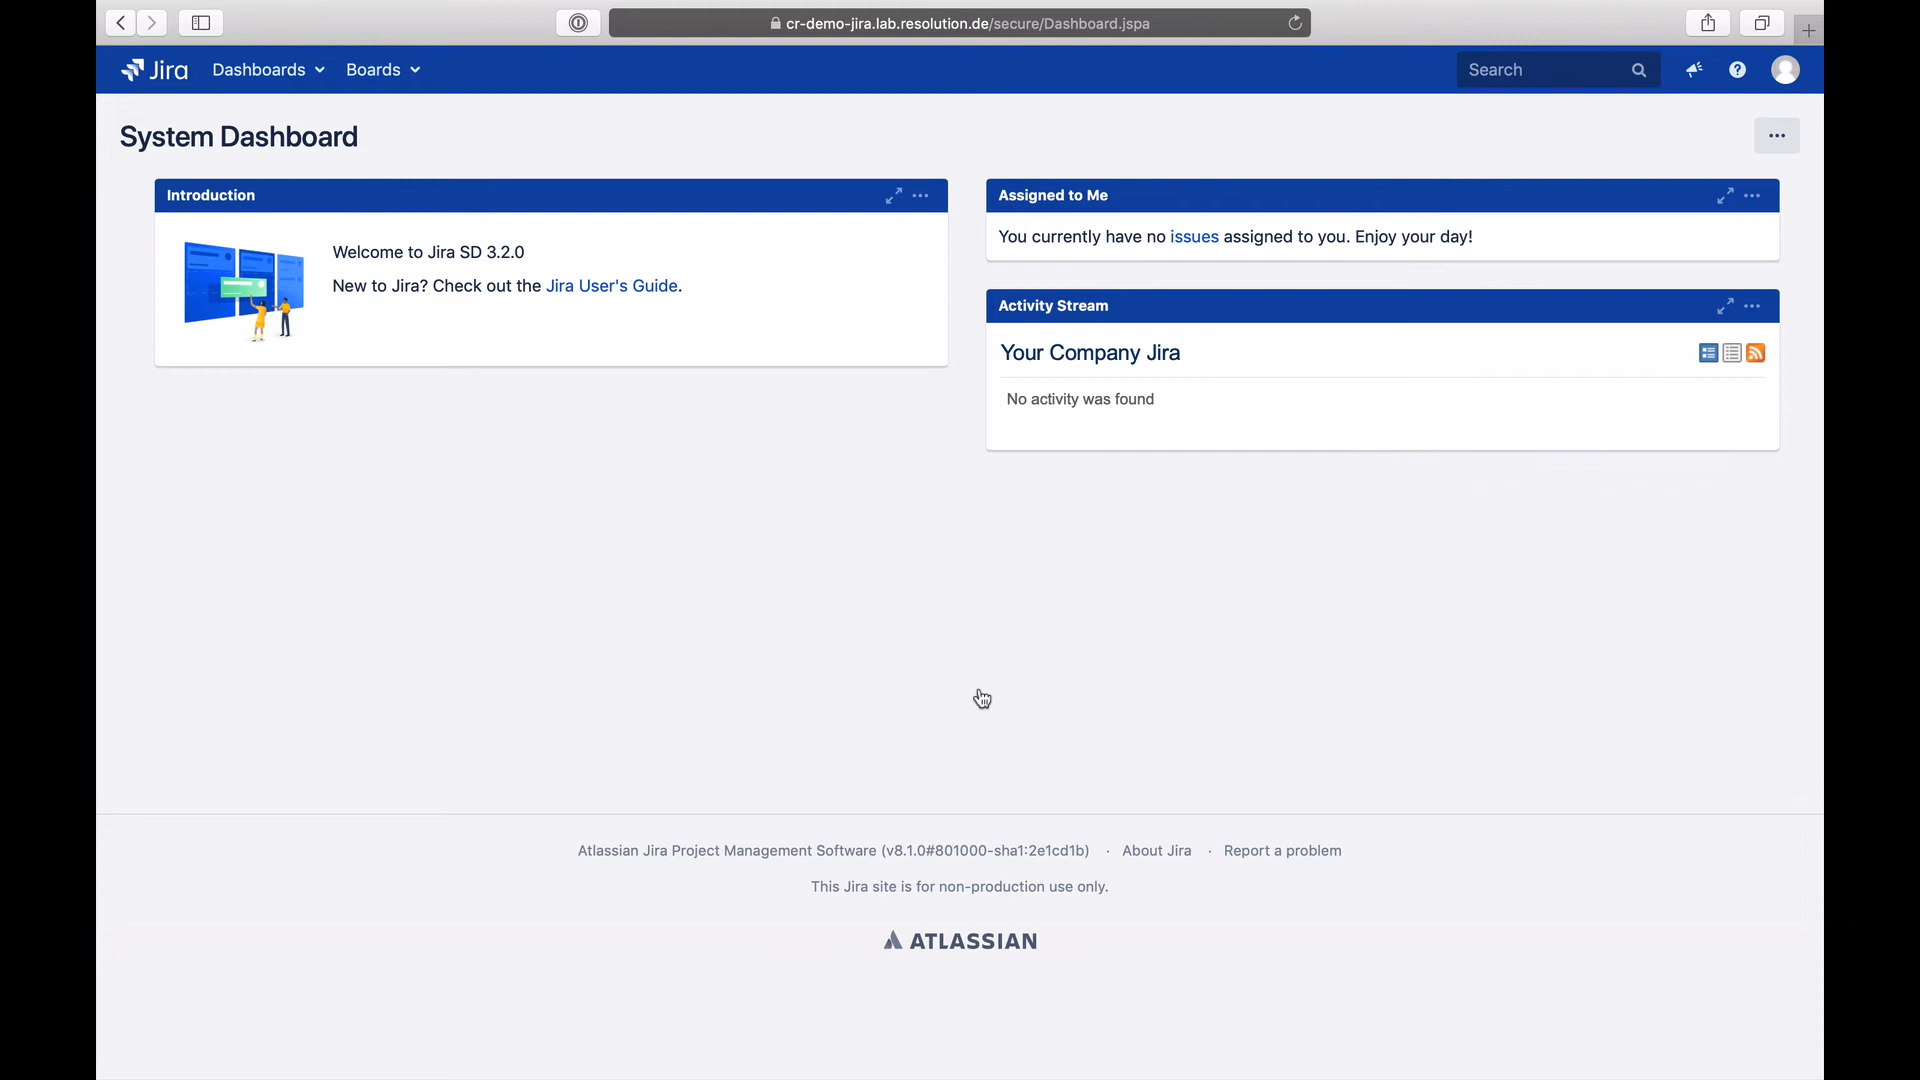 cr-demo-jira.lab.resolution.de/secure/Dashboard.jspa
Jira Dashboards Boards Search
System Dashboard
Introduction
Welcome to Jira SD 3.2.0
New to Jira? Check out the Jira User's Guide.
Assigned to Me
You currently have no issues assigned to you. Enjoy your day!
Activity Stream
Your Company Jira
No activity was found
Atlassian Jira Project Management Software (v8.1.0#801000-sha1:2e1cd1b) · About Jira · Report a problem
This Jira site is for non-production use only.
ATLASSIAN